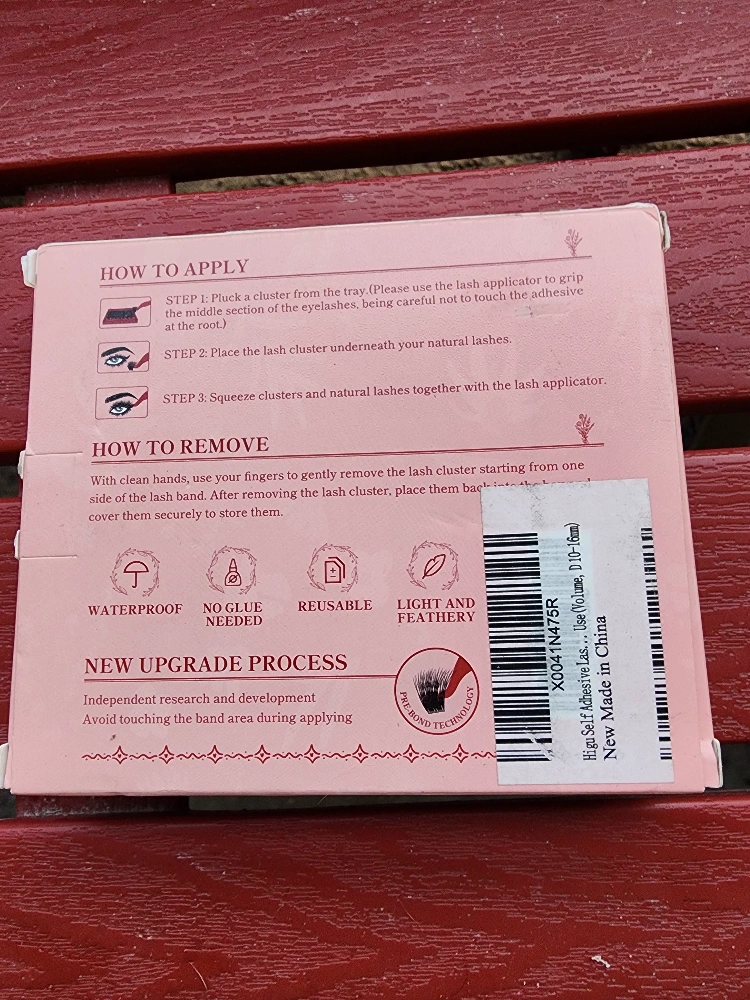 HOW TO APPLY
STEP 1: Pluck a cluster from the tray.(Please use the lash applicator to grip
the middle section of the eyelashes, being careful not to touch the adhesive
at the root.)
STEP 2: Place the lash cluster underneath your natural lashes.
STEP 3: Squeeze clusters and natural lashes together with the lash applicator.
HOW TO REMOVE
With clean hands, use your fingers to gently remove the lash cluster starting from one
side of the lash band. After removing the lash cluster, place them back into the
cover them securely to store them.
WATERPROOF
NO GLUE
NEEDED
REUSABLE
LIGHT AND
FEATHERY
NEW UPGRADE PROCESS
Independent research and development
Avoid touching the band area during applying
PRE-BOND TECHNOLOGY
X0041N475R
Higu Self Adhesive Las... Use (Volume, D 10-16mm)
New Made in China